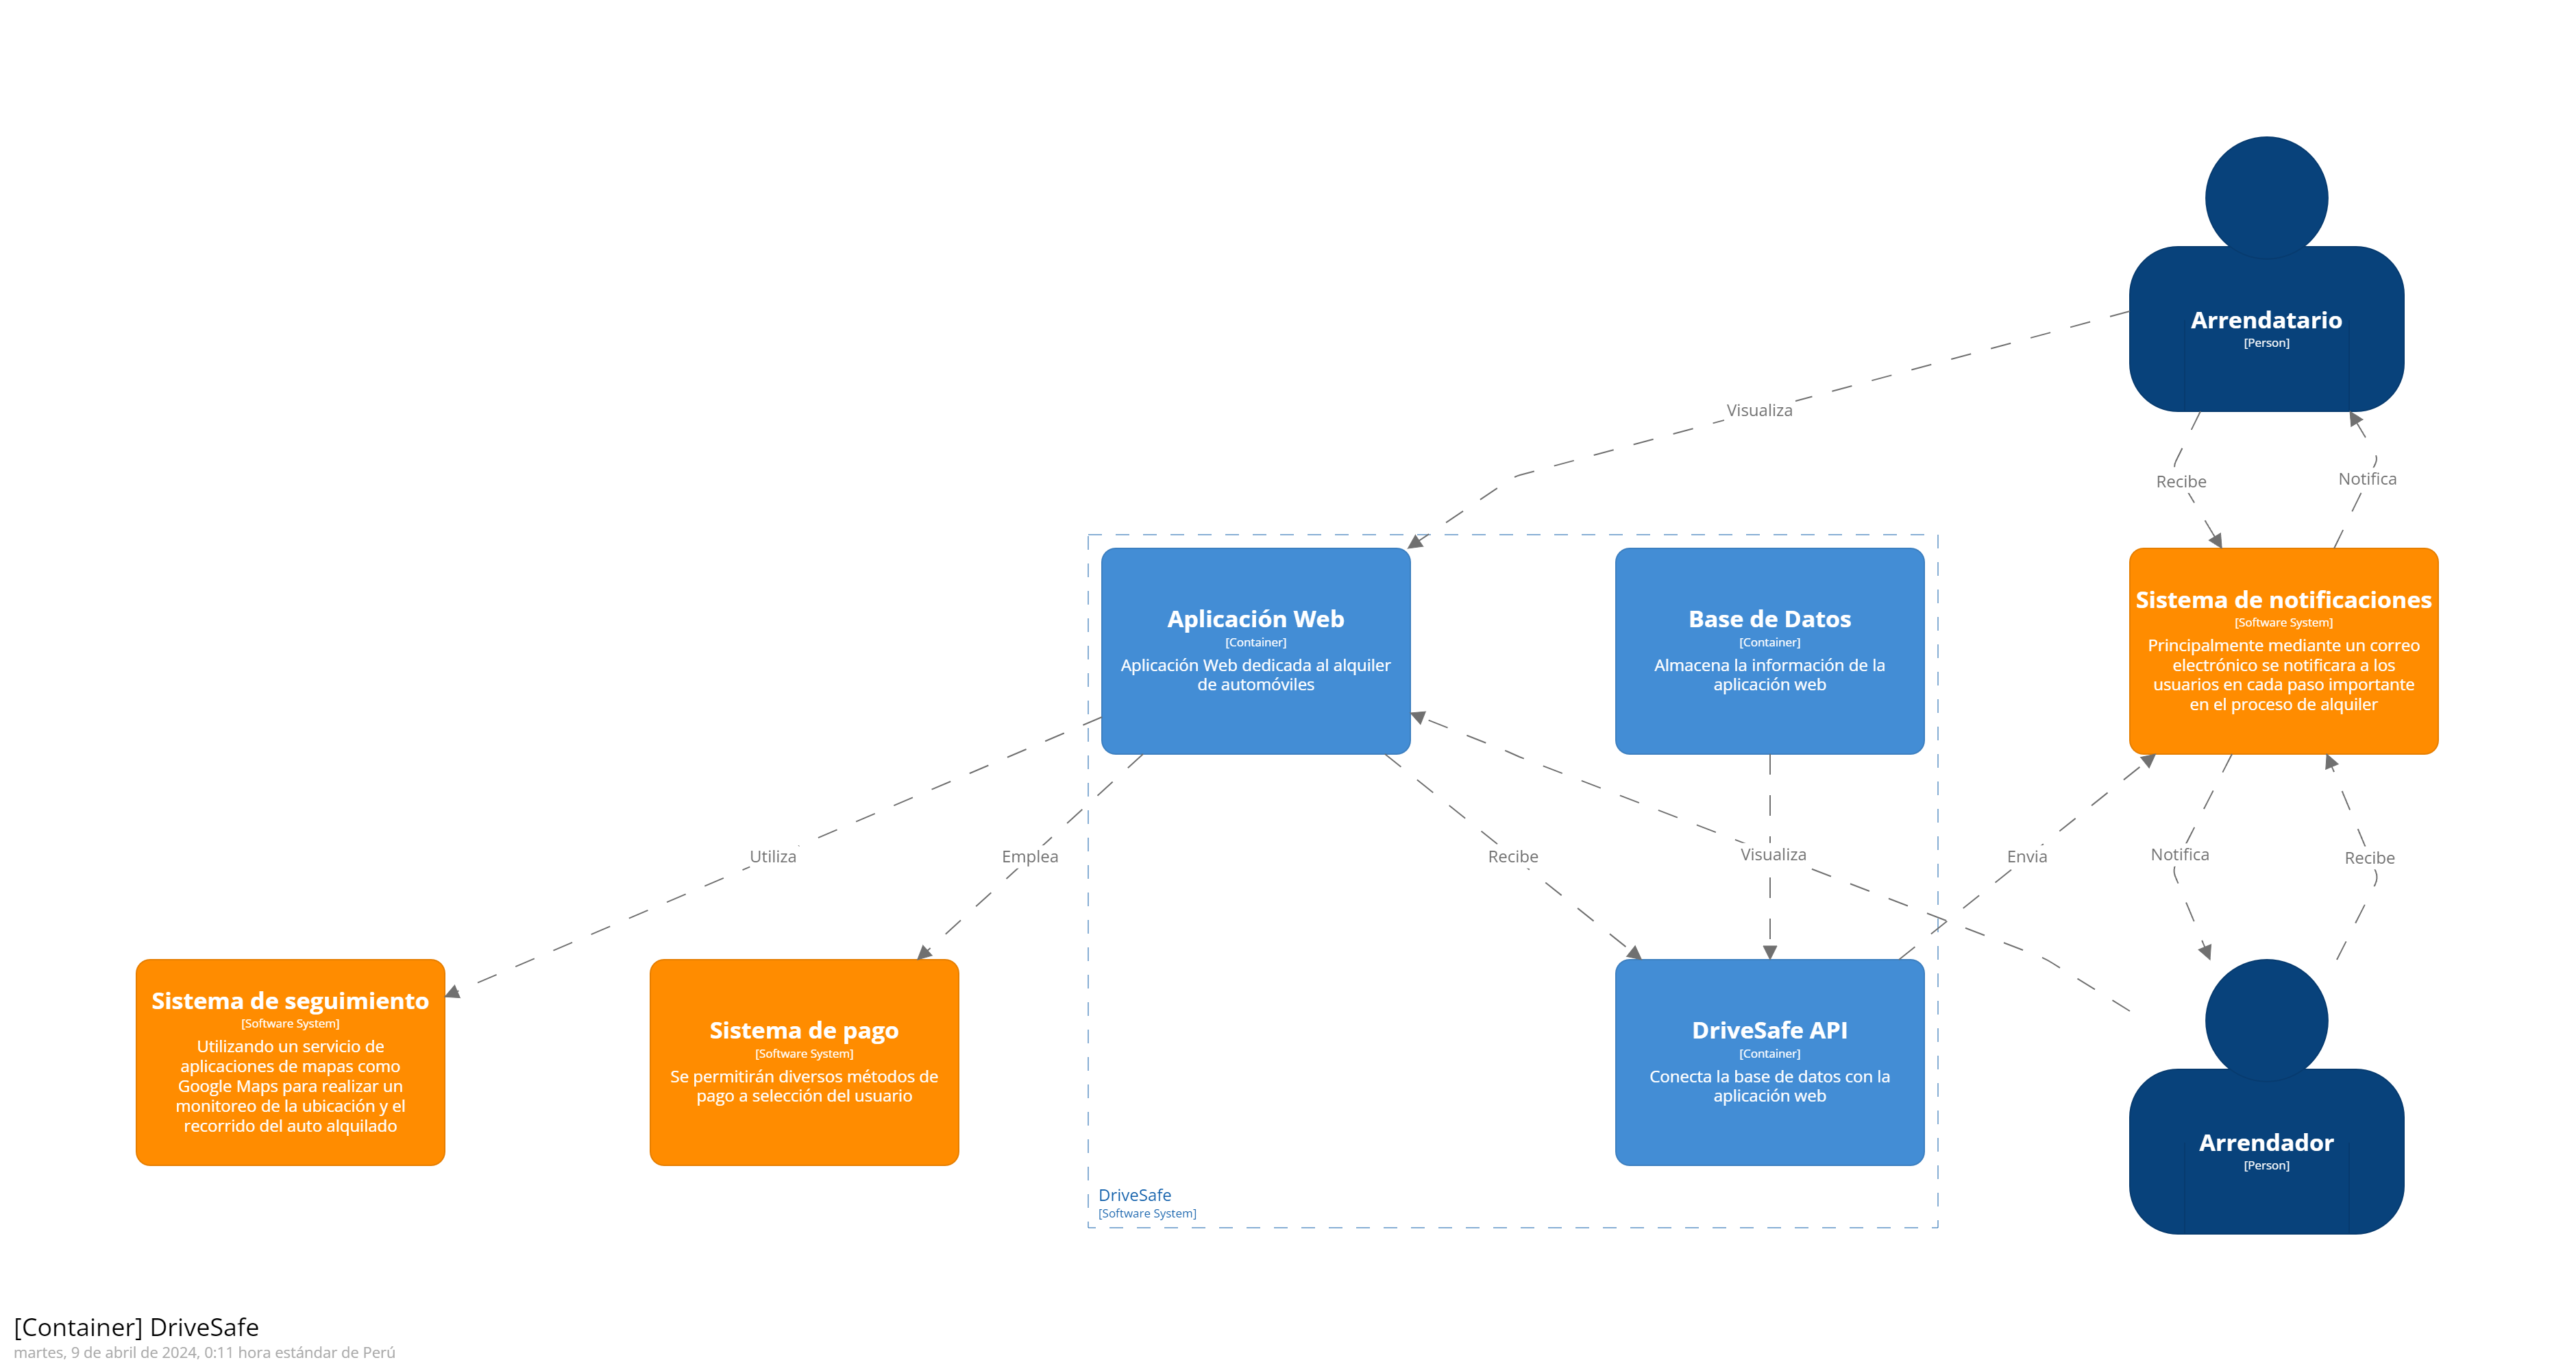 Arrendatario
[Person]
Visualiza
Recibe
Notifica
Aplicación Web
[Container]
Aplicación Web dedicada al alquiler
de automóviles
Base de Datos
[Container]
Almacena la información de la
aplicación web
Sistema de notificaciones
[Software System]
Principalmente mediante un correo
electrónico se notificara a los
usuarios en cada paso importante
en el proceso de alquiler
Utiliza
Emplea
Recibe
Visualiza
Envia
Notifica
Recibe
Sistema de seguimiento
[Software System]
Utilizando un servicio de
aplicaciones de mapas como
Google Maps para realizar un
monitoreo de la ubicación y el
recorrido del auto alquilado
Sistema de pago
[Software System]
Se permitirán diversos métodos de
pago a selección del usuario
DriveSafe API
[Container]
Conecta la base de datos con la
aplicación web
Arrendador
[Person]
DriveSafe
[Software System]
[Container] DriveSafe
martes, 9 de abril de 2024, 0:11 hora estándar de Perú